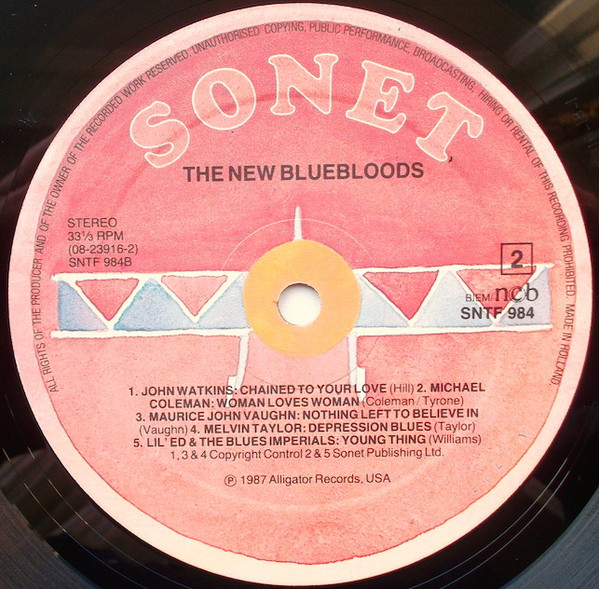 ALL RIGHTS OF THE PRODUCER AND OF THE OWNER OF THE RECORDED WORK RESERVED. UNAUTHORISED COPYING, PUBLIC PERFORMANCE, BROADCASTING, HIRING OR RENTAL OF THIS RECORDING PROHIBITED. MADE IN HOLLAND.
SONET
THE NEW BLUEBLOODS
STEREO
33⅓ RPM
(08-23916-2)
SNTF 984B
2
B/EM/ ncb
SNTF 984
1. JOHN WATKINS: CHAINED TO YOUR LOVE (Hill) 2. MICHAEL
COLEMAN: WOMAN LOVES WOMAN (Coleman / Tyrone)
3. MAURICE JOHN VAUGHN: NOTHING LEFT TO BELIEVE IN
(Vaughn) 4. MELVIN TAYLOR: DEPRESSION BLUES (Taylor)
5. LIL' ED & THE BLUES IMPERIALS: YOUNG THING (Williams)
1, 3 & 4 Copyright Control 2 & 5 Sonet Publishing Ltd.
℗ 1987 Alligator Records, USA